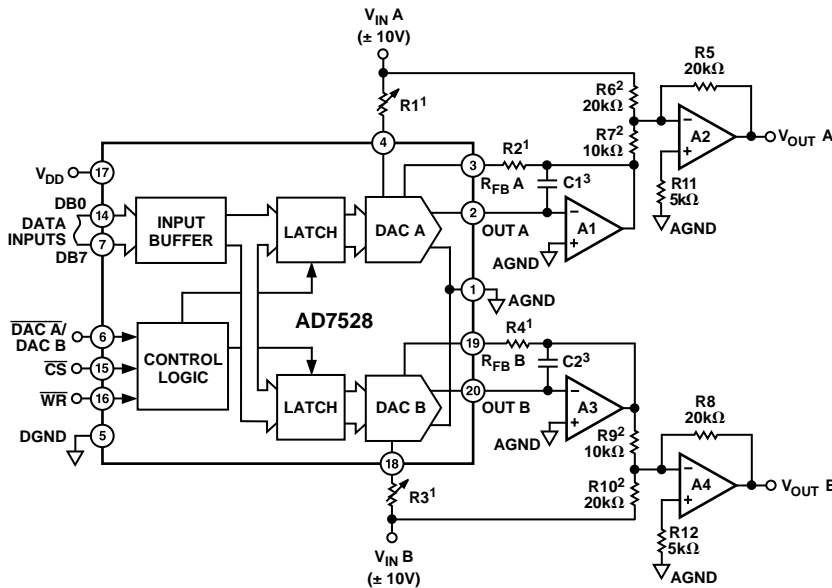 V_IN A
(± 10V)
R1¹
R6²
20kΩ
R5
20kΩ
R7²
10kΩ
A2
V_OUT A
R11
5kΩ
AGND
4
V_DD
17
DB0
14
DATA
INPUTS
7
DB7
INPUT
BUFFER
LATCH
DAC A
3
R2¹
R_FB A
C1³
2
OUT A
A1
AGND
1
AGND
AD7528
DAC A/
DAC B
6
CS
15
WR
16
CONTROL
LOGIC
DGND
5
LATCH
DAC B
19
R4¹
R_FB B
C2³
20
OUT B
A3
AGND
R9²
10kΩ
R8
20kΩ
R10²
20kΩ
A4
V_OUT B
R12
5kΩ
AGND
18
R3¹
V_IN B
(± 10V)